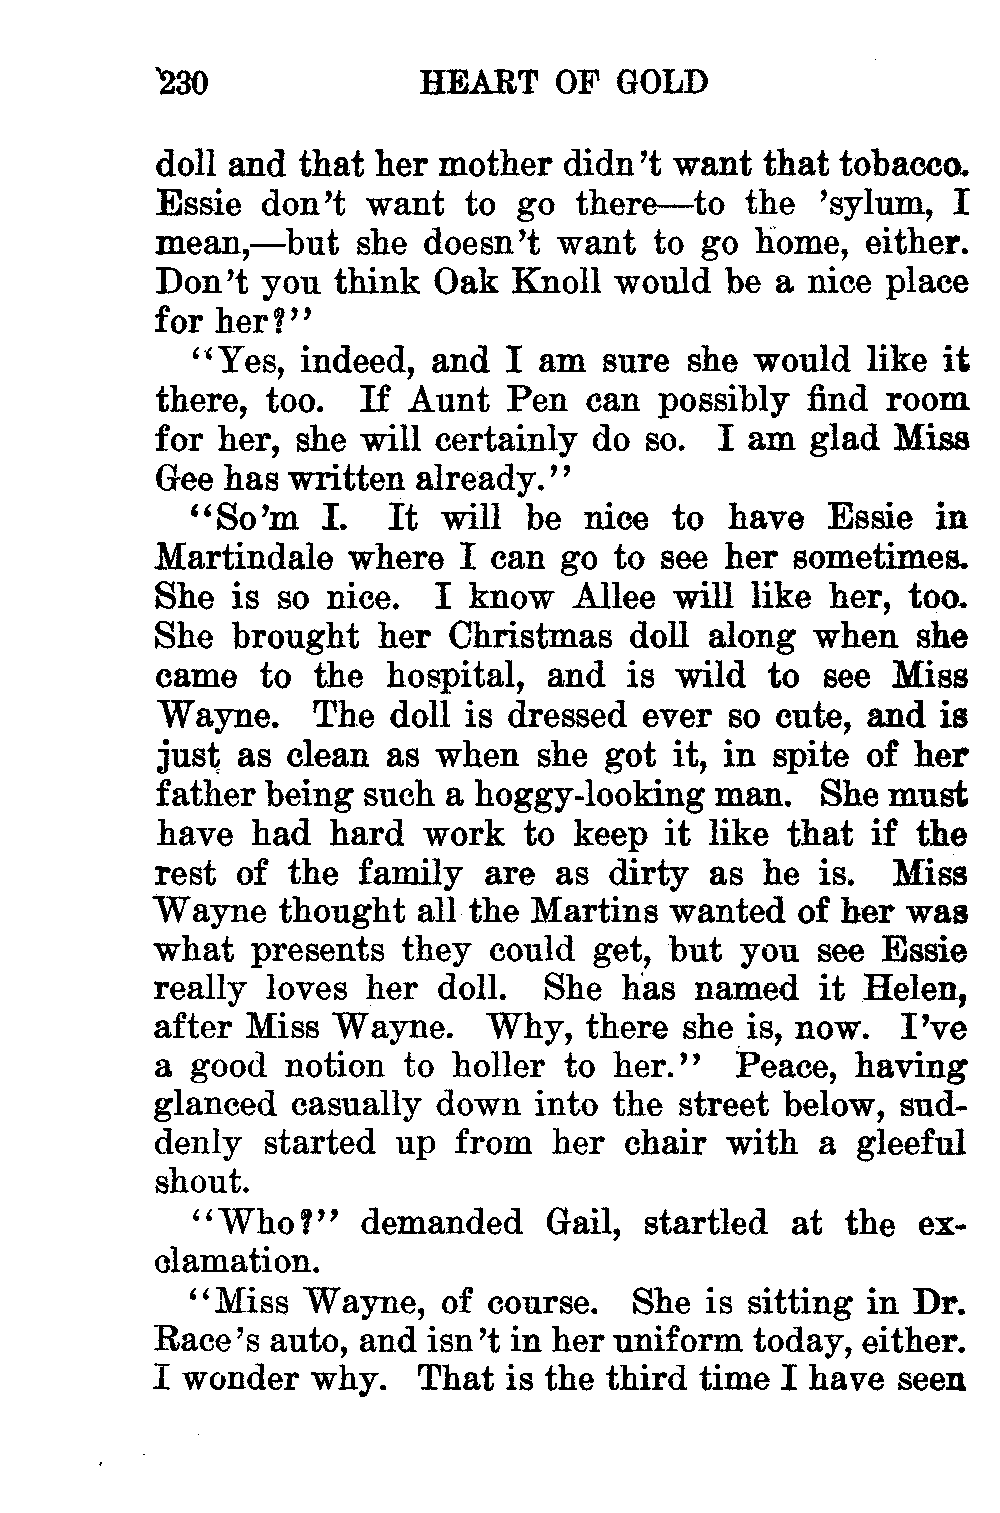 230 HEART OF GOLD
doll and that her mother didn't want that tobacco.
Essie don't want to go there—to the 'sylum, I
mean,—but she doesn't want to go home, either.
Don't you think Oak Knoll would be a nice place
for her?"
"Yes, indeed, and I am sure she would like it
there, too. If Aunt Pen can possibly find room
for her, she will certainly do so. I am glad Miss
Gee has written already."
"So'm I. It will be nice to have Essie in
Martindale where I can go to see her sometimes.
She is so nice. I know Allee will like her, too.
She brought her Christmas doll along when she
came to the hospital, and is wild to see Miss
Wayne. The doll is dressed ever so cute, and is
just as clean as when she got it, in spite of her
father being such a hoggy-looking man. She must
have had hard work to keep it like that if the
rest of the family are as dirty as he is. Miss
Wayne thought all the Martins wanted of her was
what presents they could get, but you see Essie
really loves her doll. She has named it Helen,
after Miss Wayne. Why, there she is, now. I've
a good notion to holler to her." Peace, having
glanced casually down into the street below, sud-
denly started up from her chair with a gleeful
shout.
"Who?" demanded Gail, startled at the ex-
clamation.
"Miss Wayne, of course. She is sitting in Dr.
Race's auto, and isn't in her uniform today, either.
I wonder why. That is the third time I have seen